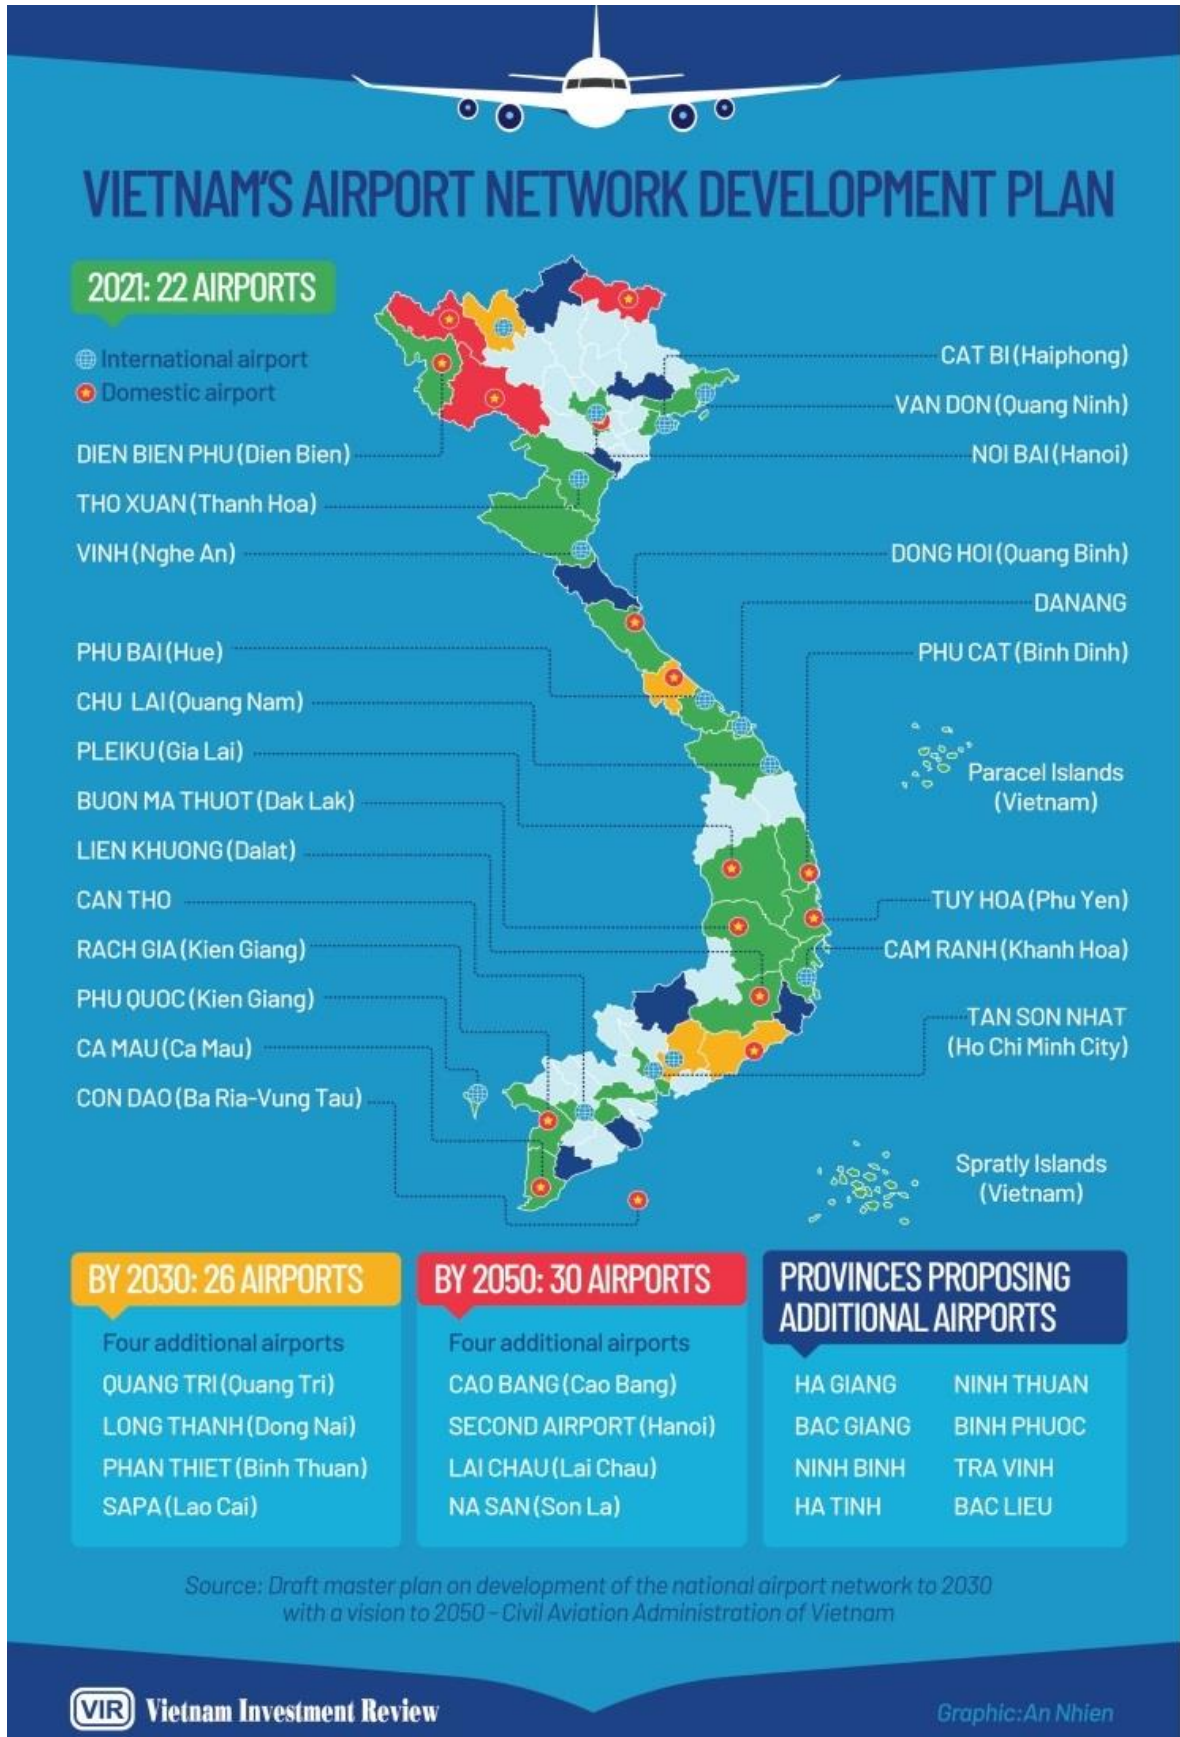 VIETNAM'S AIRPORT NETWORK DEVELOPMENT PLAN
2021: 22 AIRPORTS
International airport
Domestic airport
DIEN BIEN PHU (Dien Bien)
THO XUAN (Thanh Hoa)
VINH (Nghe An)
PHU BAI (Hue)
CHU LAI (Quang Nam)
PLEIKU (Gia Lai)
BUON MA THUOT (Dak Lak)
LIEN KHUONG (Dalat)
CAN THO
RACH GIA (Kien Giang)
PHU QUOC (Kien Giang)
CA MAU (Ca Mau)
CON DAO (Ba Ria-Vung Tau)
CAT BI (Haiphong)
VAN DON (Quang Ninh)
NOI BAI (Hanoi)
DONG HOI (Quang Binh)
DANANG
PHU CAT (Binh Dinh)
Paracel Islands
(Vietnam)
TUY HOA (Phu Yen)
CAM RANH (Khanh Hoa)
TAN SON NHAT
(Ho Chi Minh City)
Spratly Islands
(Vietnam)
BY 2030: 26 AIRPORTS
Four additional airports
QUANG TRI (Quang Tri)
LONG THANH (Dong Nai)
PHAN THIET (Binh Thuan)
SAPA (Lao Cai)
BY 2050: 30 AIRPORTS
Four additional airports
CAO BANG (Cao Bang)
SECOND AIRPORT (Hanoi)
LAI CHAU (Lai Chau)
NA SAN (Son La)
PROVINCES PROPOSING
ADDITIONAL AIRPORTS
HA GIANG
BAC GIANG
NINH BINH
HA TINH
NINH THUAN
BINH PHUOC
TRA VINH
BAC LIEU
Source: Draft master plan on development of the national airport network to 2030
with a vision to 2050 - Civil Aviation Administration of Vietnam
VIR Vietnam Investment Review
Graphic: An Nhien